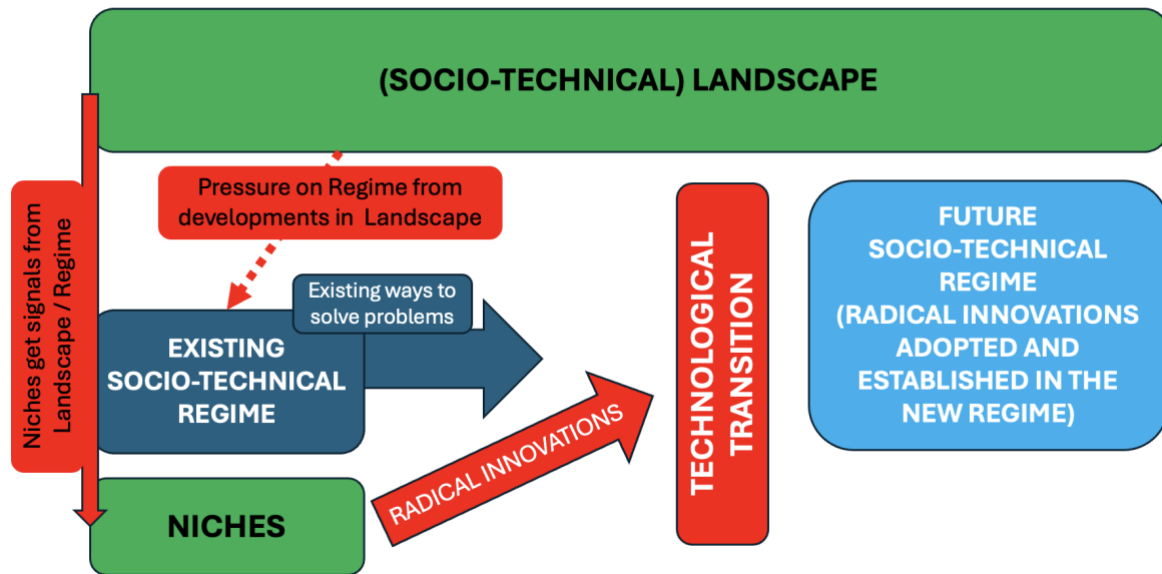 (SOCIO-TECHNICAL) LANDSCAPE
Niches get signals from
Landscape / Regime
Pressure on Regime from
developments in Landscape
Existing ways to
solve problems
EXISTING
SOCIO-TECHNICAL
REGIME
NICHES
RADICAL INNOVATIONS
TECHNOLOGICAL
TRANSITION
FUTURE
SOCIO-TECHNICAL
REGIME
(RADICAL INNOVATIONS
ADOPTED AND
ESTABLISHED IN THE
NEW REGIME)